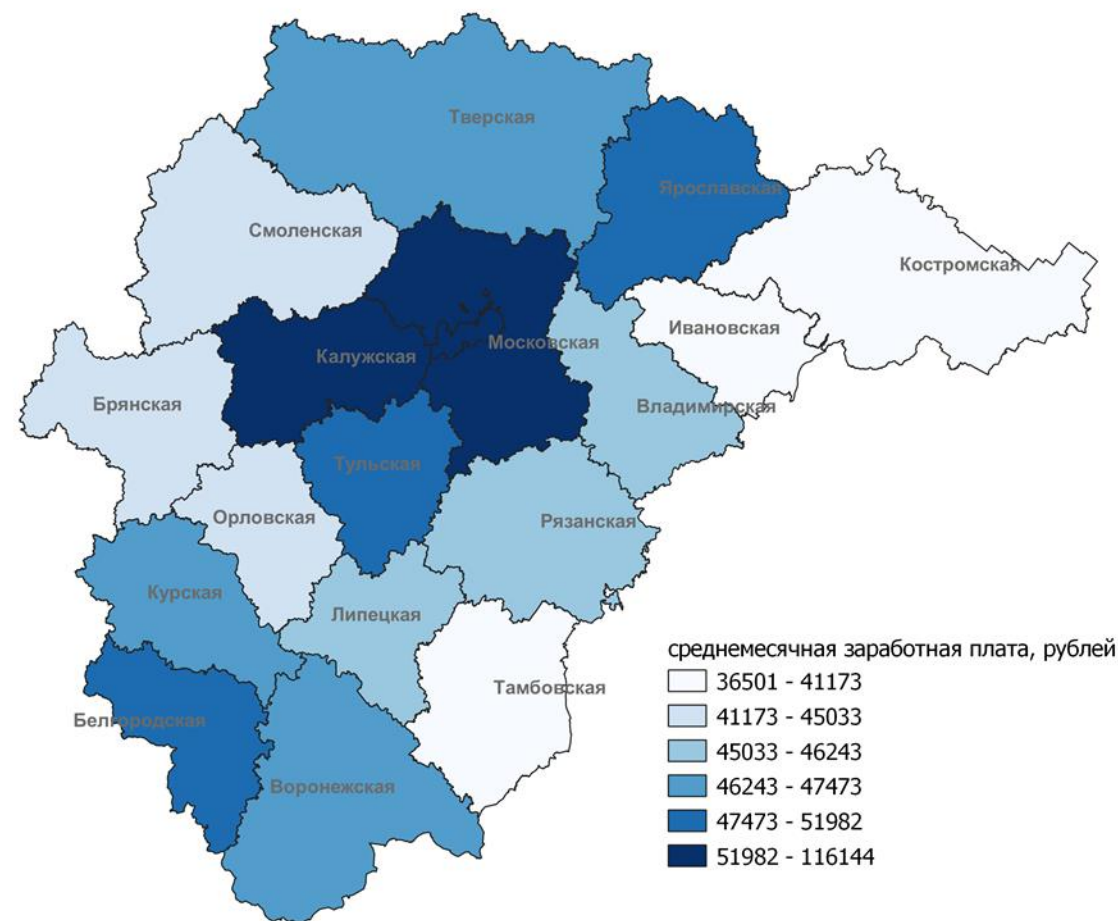 Тверская
Ярославская
Смоленская
Костромская
Ивановская
Московская
Калужская
Брянская
Владимирская
Тульская
Орловская
Рязанская
Курская
Липецкая
среднемесячная заработная плата, рублей
36501 - 41173
Тамбовская
41173 - 45033
Белгородская
45033 - 46243
46243 - 47473
Воронежская
47473 - 51982
51982 - 116144